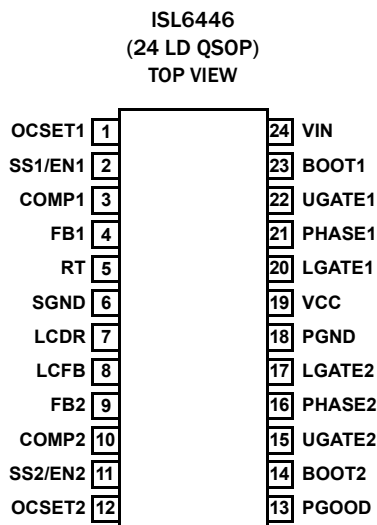 ISL6446
(24 LD QSOP)
TOP VIEW
OCSET1 1 24 VIN
SS1/EN1 2 23 BOOT1
COMP1 3 22 UGATE1
FB1 4 21 PHASE1
RT 5 20 LGATE1
SGND 6 19 VCC
LCDR 7 18 PGND
LCFB 8 17 LGATE2
FB2 9 16 PHASE2
COMP2 10 15 UGATE2
SS2/EN2 11 14 BOOT2
OCSET2 12 13 PGOOD